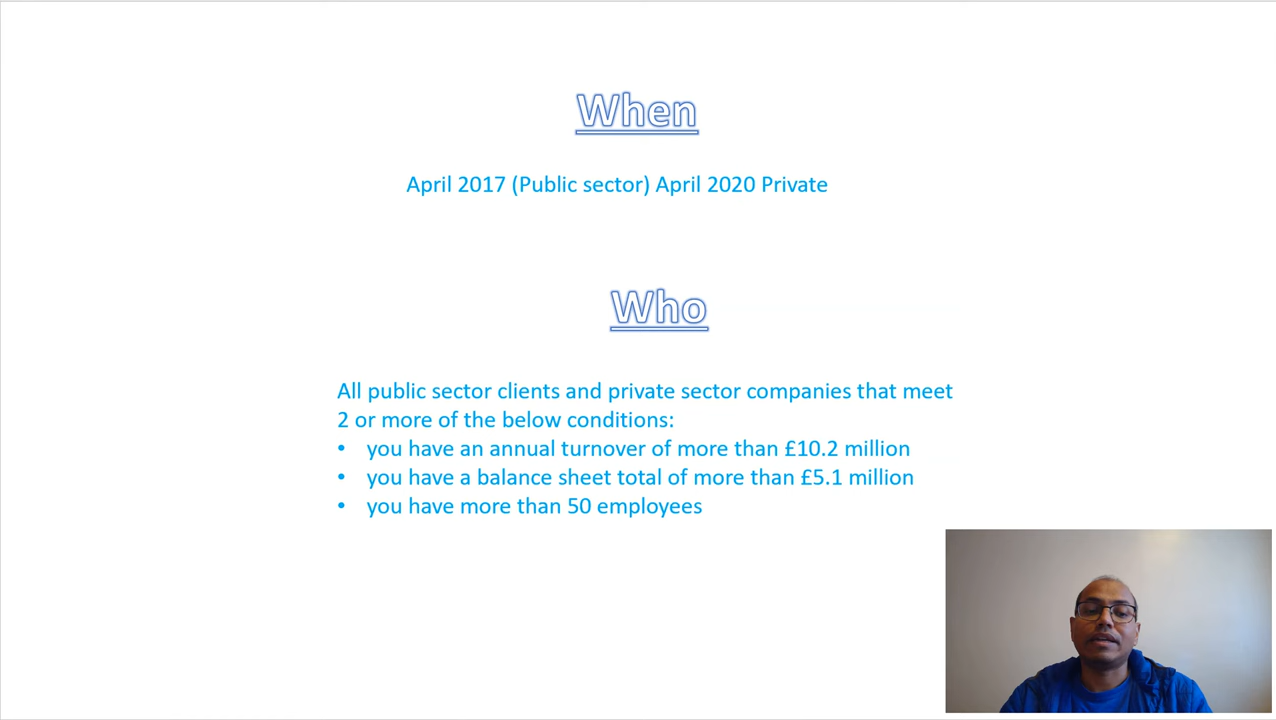 When
April 2017 (Public sector) April 2020 Private
Who
All public sector clients and private sector companies that meet
2 or more of the below conditions:
• you have an annual turnover of more than £10.2 million
• you have a balance sheet total of more than £5.1 million
• you have more than 50 employees